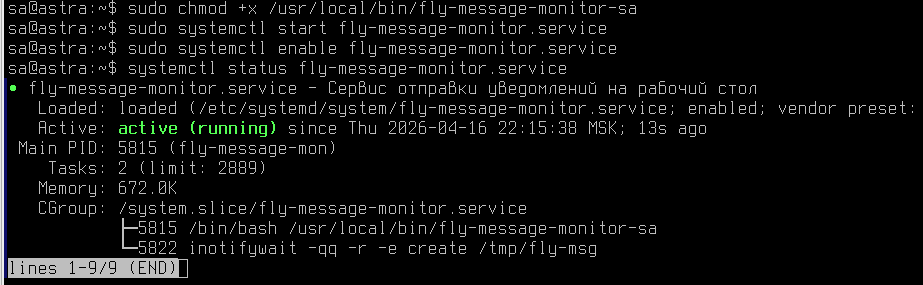 sa@astra:~$ sudo chmod +x /usr/local/bin/fly-message-monitor-sa
sa@astra:~$ sudo systemctl start fly-message-monitor.service
sa@astra:~$ sudo systemctl enable fly-message-monitor.service
sa@astra:~$ systemctl status fly-message-monitor.service
● fly-message-monitor.service - Сервис отправки уведомлений на рабочий стол
   Loaded: loaded (/etc/systemd/system/fly-message-monitor.service; enabled; vendor preset:
   Active: active (running) since Thu 2026-04-16 22:15:38 MSK; 13s ago
 Main PID: 5815 (fly-message-mon)
    Tasks: 2 (limit: 2889)
   Memory: 672.0K
   CGroup: /system.slice/fly-message-monitor.service
           ├─5815 /bin/bash /usr/local/bin/fly-message-monitor-sa
           └─5822 inotifywait -qq -r -e create /tmp/fly-msg
lines 1-9/9 (END)